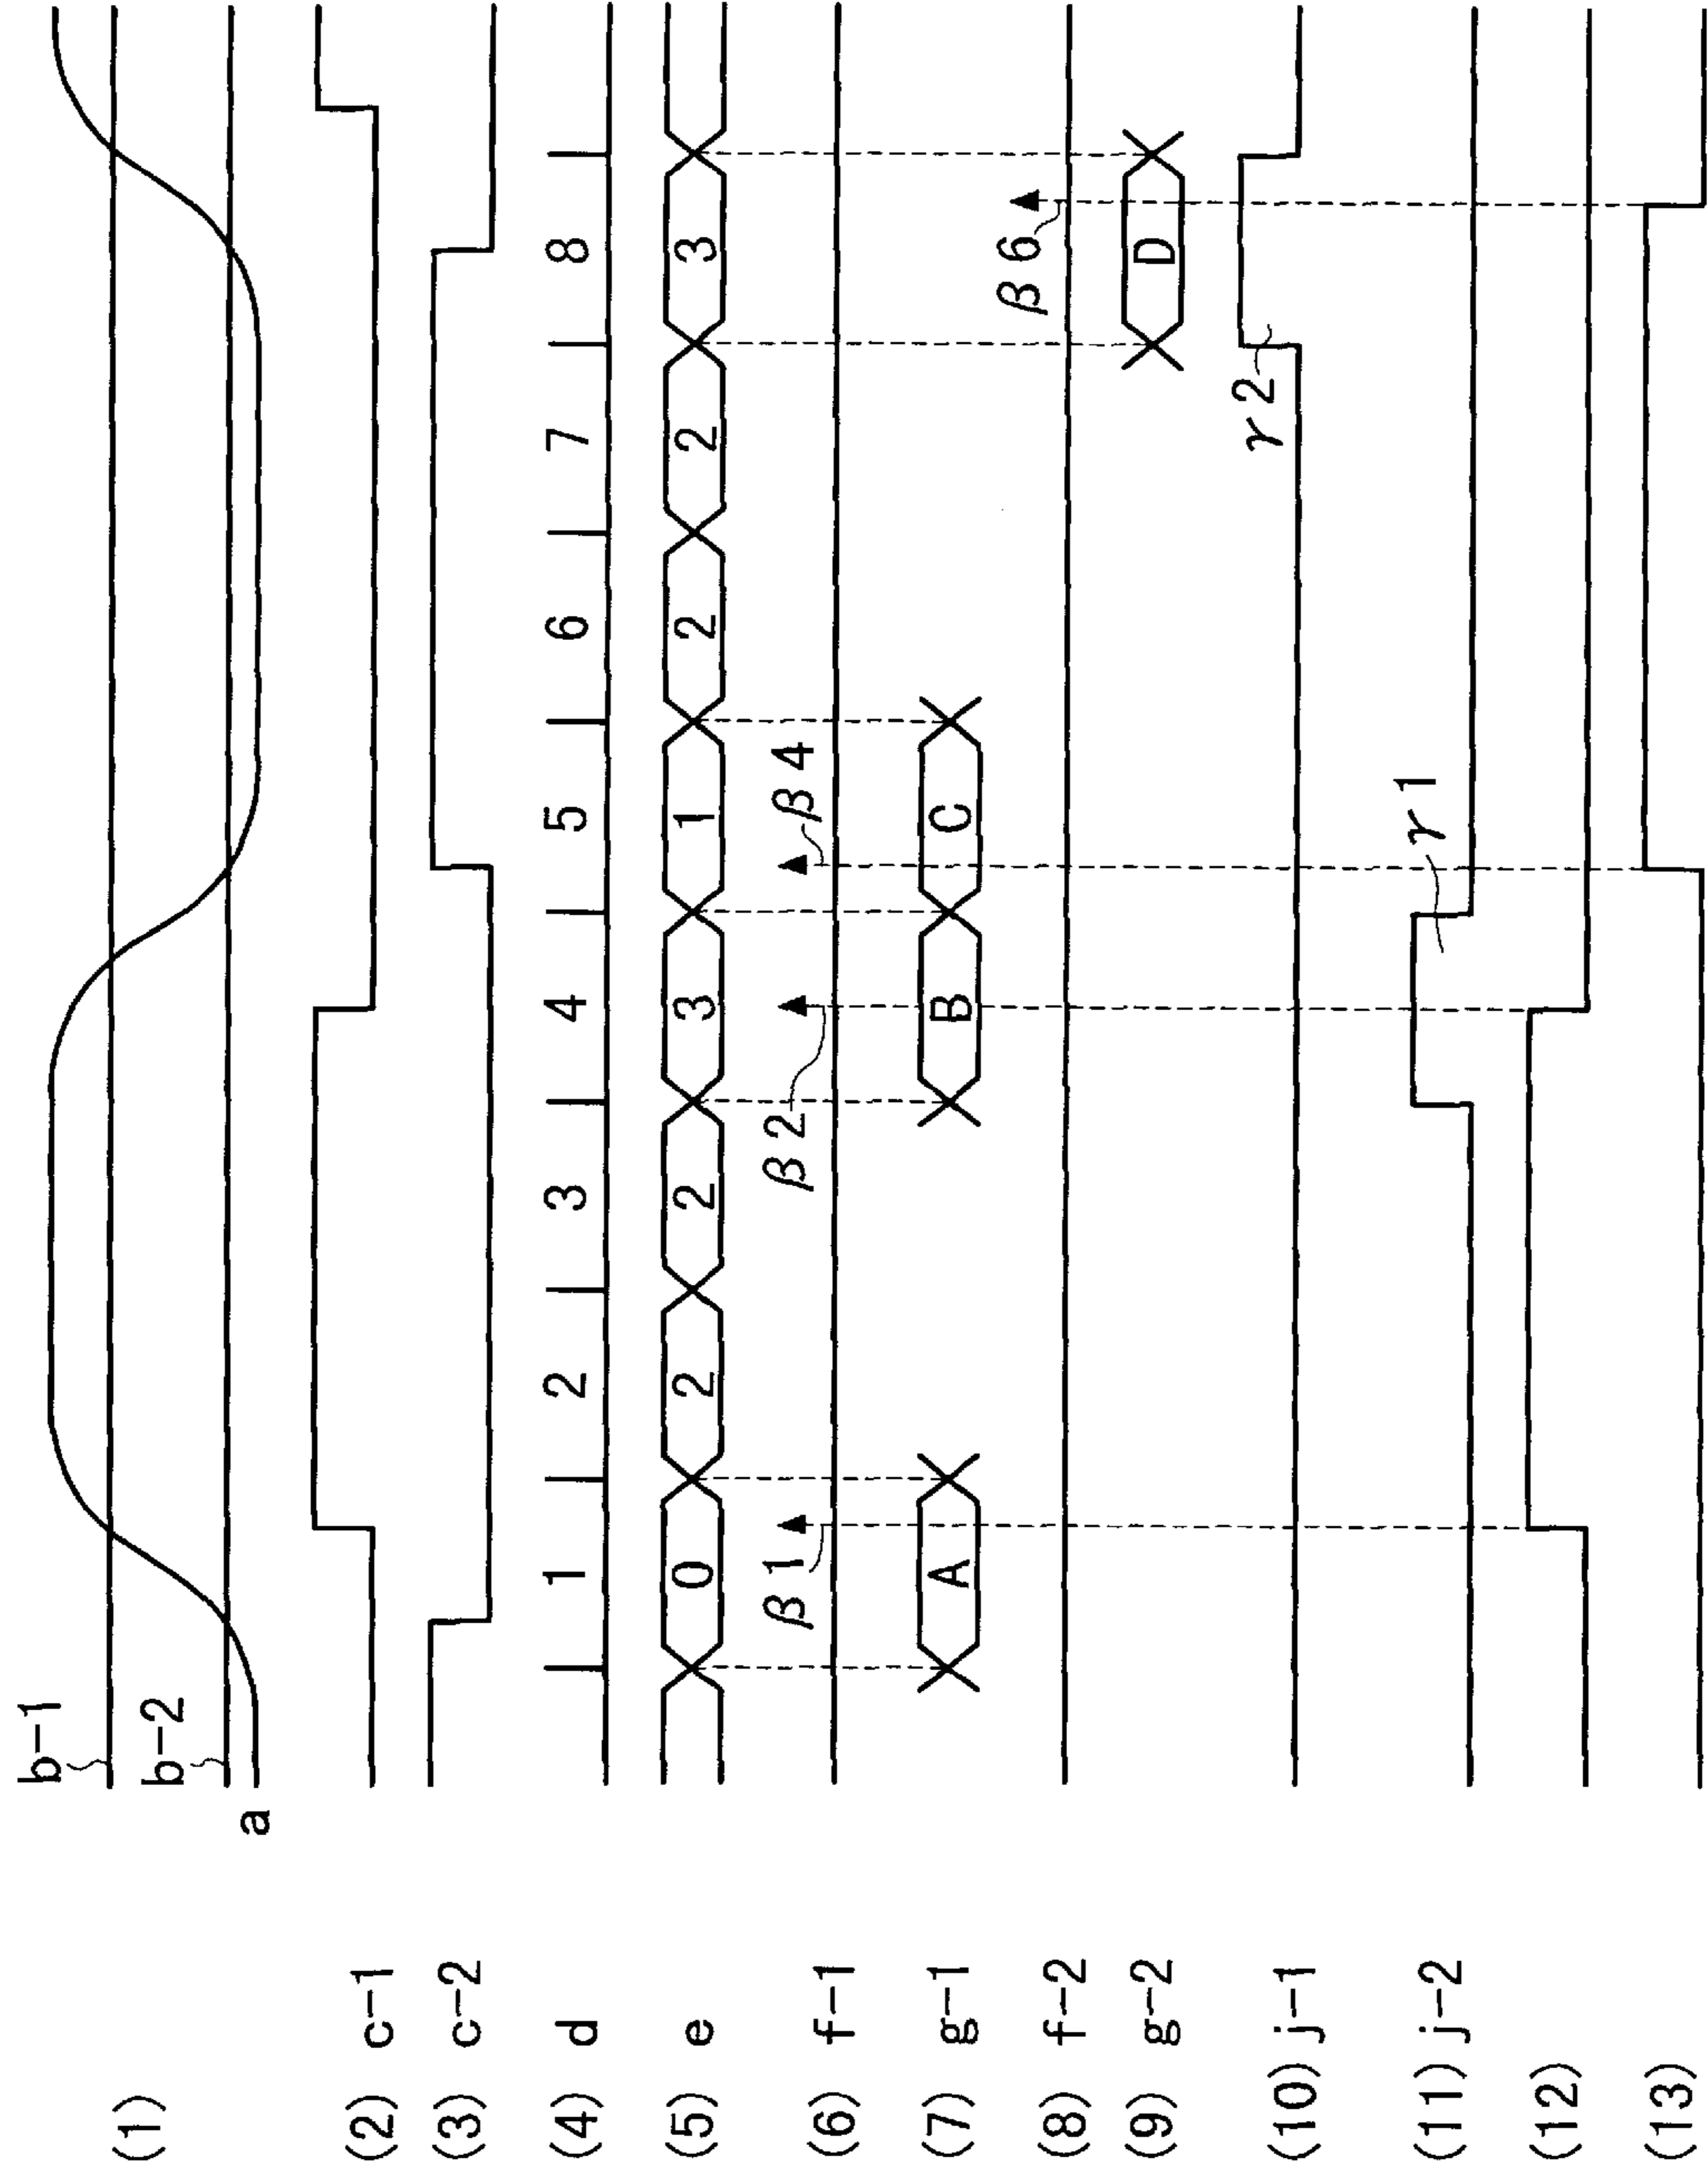 (1) b-1
b-2
a
(2) c-1
(3) c-2
(4) d 1 2 3 4 5 6 7 8
(5) e 0 2 2 3 1 2 2 3
(6) f-1 β1 β2 β4
(7) g-1 A B C
(8) f-2 β6
(9) g-2 D
(10) j-1 γ2
(11) j-2 γ1
(12)
(13)